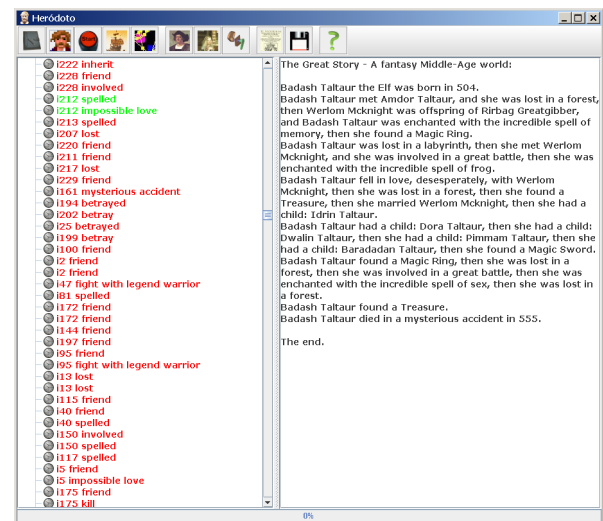 Heródoto
Start
i222 inherit
i228 friend
i228 involved
i212 spelled
i212 impossible love
i213 spelled
i207 lost
i220 friend
i211 friend
i217 lost
i229 friend
i161 mysterious accident
i194 betrayed
i202 betray
i25 betrayed
i199 betray
i100 friend
i2 friend
i2 friend
i47 fight with legend warrior
i81 spelled
i172 friend
i172 friend
i144 friend
i197 friend
i95 friend
i95 fight with legend warrior
i13 lost
i13 lost
i115 friend
i40 friend
i40 spelled
i150 involved
i150 spelled
i117 spelled
i5 friend
i5 impossible love
i175 friend
i175 kill
The Great Story - A fantasy Middle-Age world:
Badash Taltaur the Elf was born in 504.
Badash Taltaur met Amdor Taltaur, and she was lost in a forest,
then Werlom Mcknight was offspring of Rirbag Greatgibber,
and Badash Taltaur was enchanted with the incredible spell of
memory, then she found a Magic Ring.
Badash Taltaur was lost in a labyrinth, then she met Werlom
Mcknight, and she was involved in a great battle, then she was
enchanted with the incredible spell of frog.
Badash Taltaur fell in love, desesperately, with Werlom
Mcknight, then she was lost in a forest, then she found a
Treasure, then she married Werlom Mcknight, then she had a
child: Idrin Taltaur.
Badash Taltaur had a child: Dora Taltaur, then she had a child:
Dwalin Taltaur, then she had a child: Pimmam Taltaur, then she
had a child: Baradadan Taltaur, then she found a Magic Sword.
Badash Taltaur found a Magic Ring, then she was lost in a
forest, then she was involved in a great battle, then she was
enchanted with the incredible spell of sex, then she was lost in
a forest.
Badash Taltaur found a Treasure.
Badash Taltaur died in a mysterious accident in 555.
The end.
0%